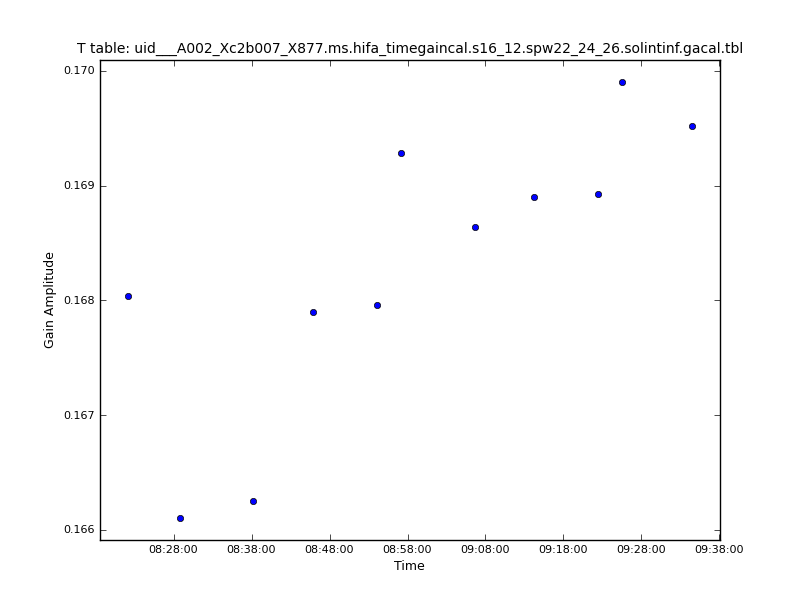 T table: uid___A002_Xc2b007_X877.ms.hifa_timegaincal.s16_12.spw22_24_26.solintinf.gacal.tbl
0.170
0.169
0.168
0.167
0.166
Gain Amplitude
08:28:00 08:38:00 08:48:00 08:58:00 09:08:00 09:18:00 09:28:00 09:38:00
Time